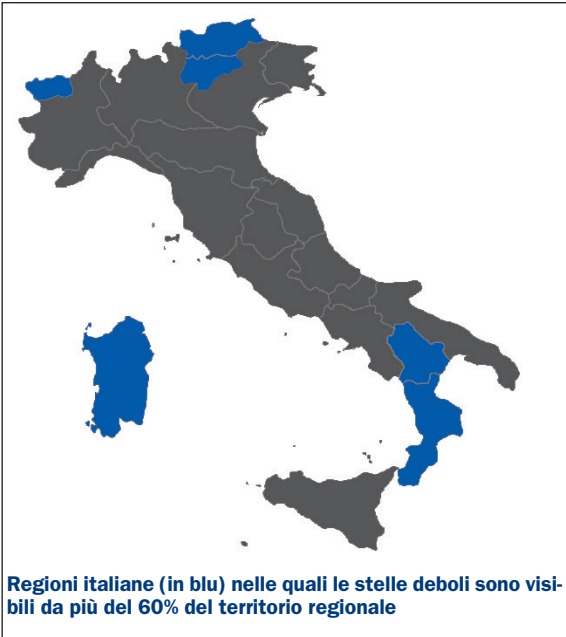 Regioni italiane (in blu) nelle quali le stelle deboli sono visi-
bili da più del 60% del territorio regionale